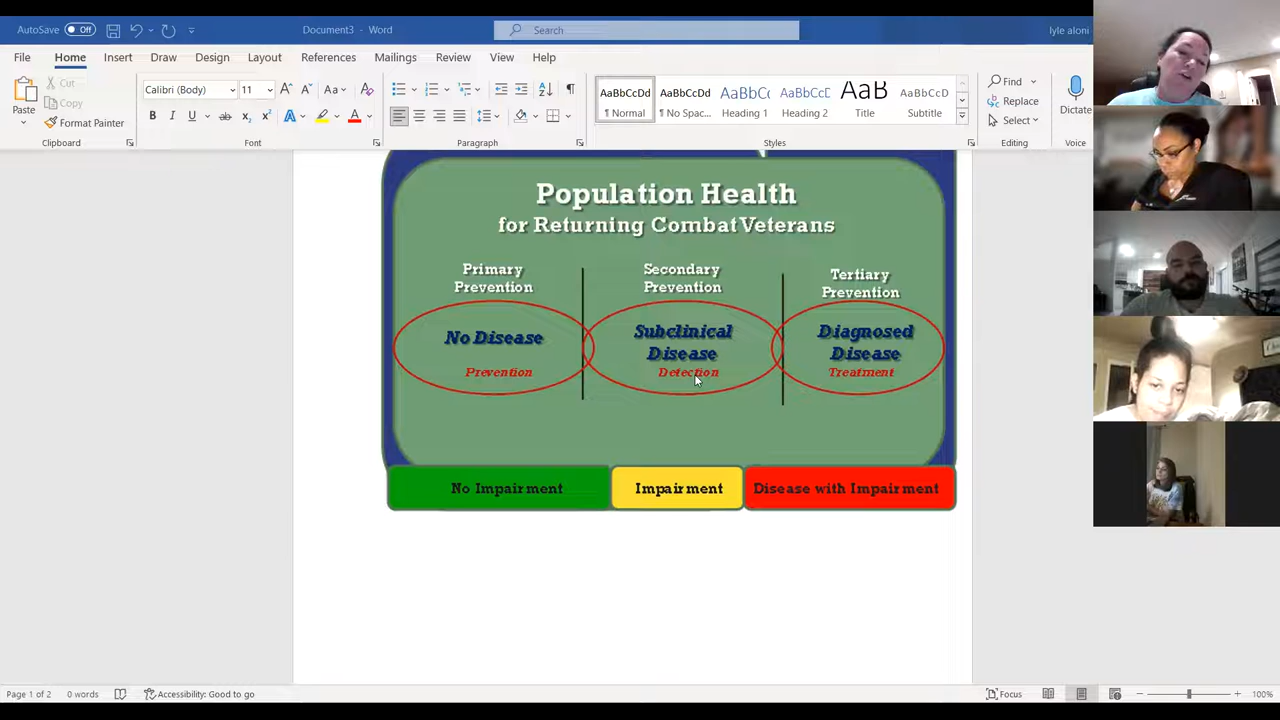 AutoSave Off
Document3 - Word
Search
lyle aloni
File Home Insert Draw Design Layout References Mailings Review View Help
Paste
Cut
Copy
Format Painter
Calibri (Body) 11
AaBbCcDd AaBbCcDd AaBbCc AaBbCcE AaB AaBbCcD
¶ Normal ¶ No Spac... Heading 1 Heading 2 Title Subtitle
Find
Replace
Select
Dictate
Clipboard Font Paragraph Styles Editing Voice
Population Health
for Returning Combat Veterans
Primary
Prevention
Secondary
Prevention
Tertiary
Prevention
No Disease
Prevention
Subclinical
Disease
Detection
Diagnosed
Disease
Treatment
No Impairment Impairment Disease with Impairment
Page 1 of 2 0 words Accessibility: Good to go Focus 100%